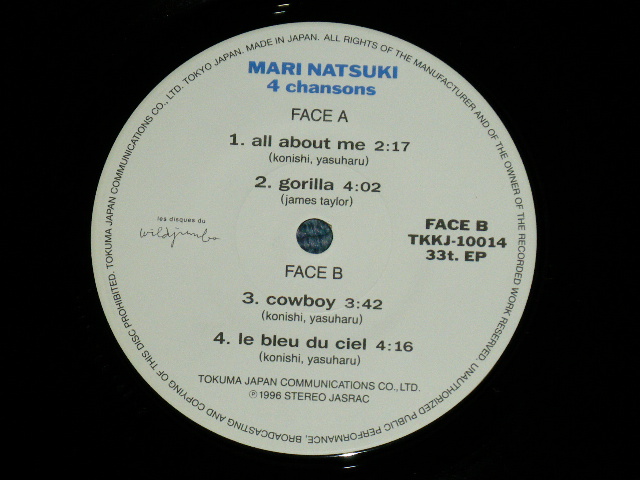 MARI NATSUKI
4 chansons
FACE A
1. all about me 2:17
(konishi, yasuharu)
2. gorilla 4:02
(james taylor)
les disques du
wildjumbo
FACE B
TKKJ-10014
33t. EP
FACE B
3. cowboy 3:42
(konishi, yasuharu)
4. le bleu du ciel 4:16
(konishi, yasuharu)
TOKUMA JAPAN COMMUNICATIONS CO., LTD.
Ⓟ1996 STEREO JASRAC
TOKUMA JAPAN COMMUNICATIONS CO., LTD. TOKYO JAPAN. MADE IN JAPAN. ALL RIGHTS OF THE MANUFACTURER AND OF THE OWNER OF THE RECORDED WORK RESERVED. UNAUTHORIZED PUBLIC PERFORMANCE, BROADCASTING AND COPYING OF THIS DISC PROHIBITED.